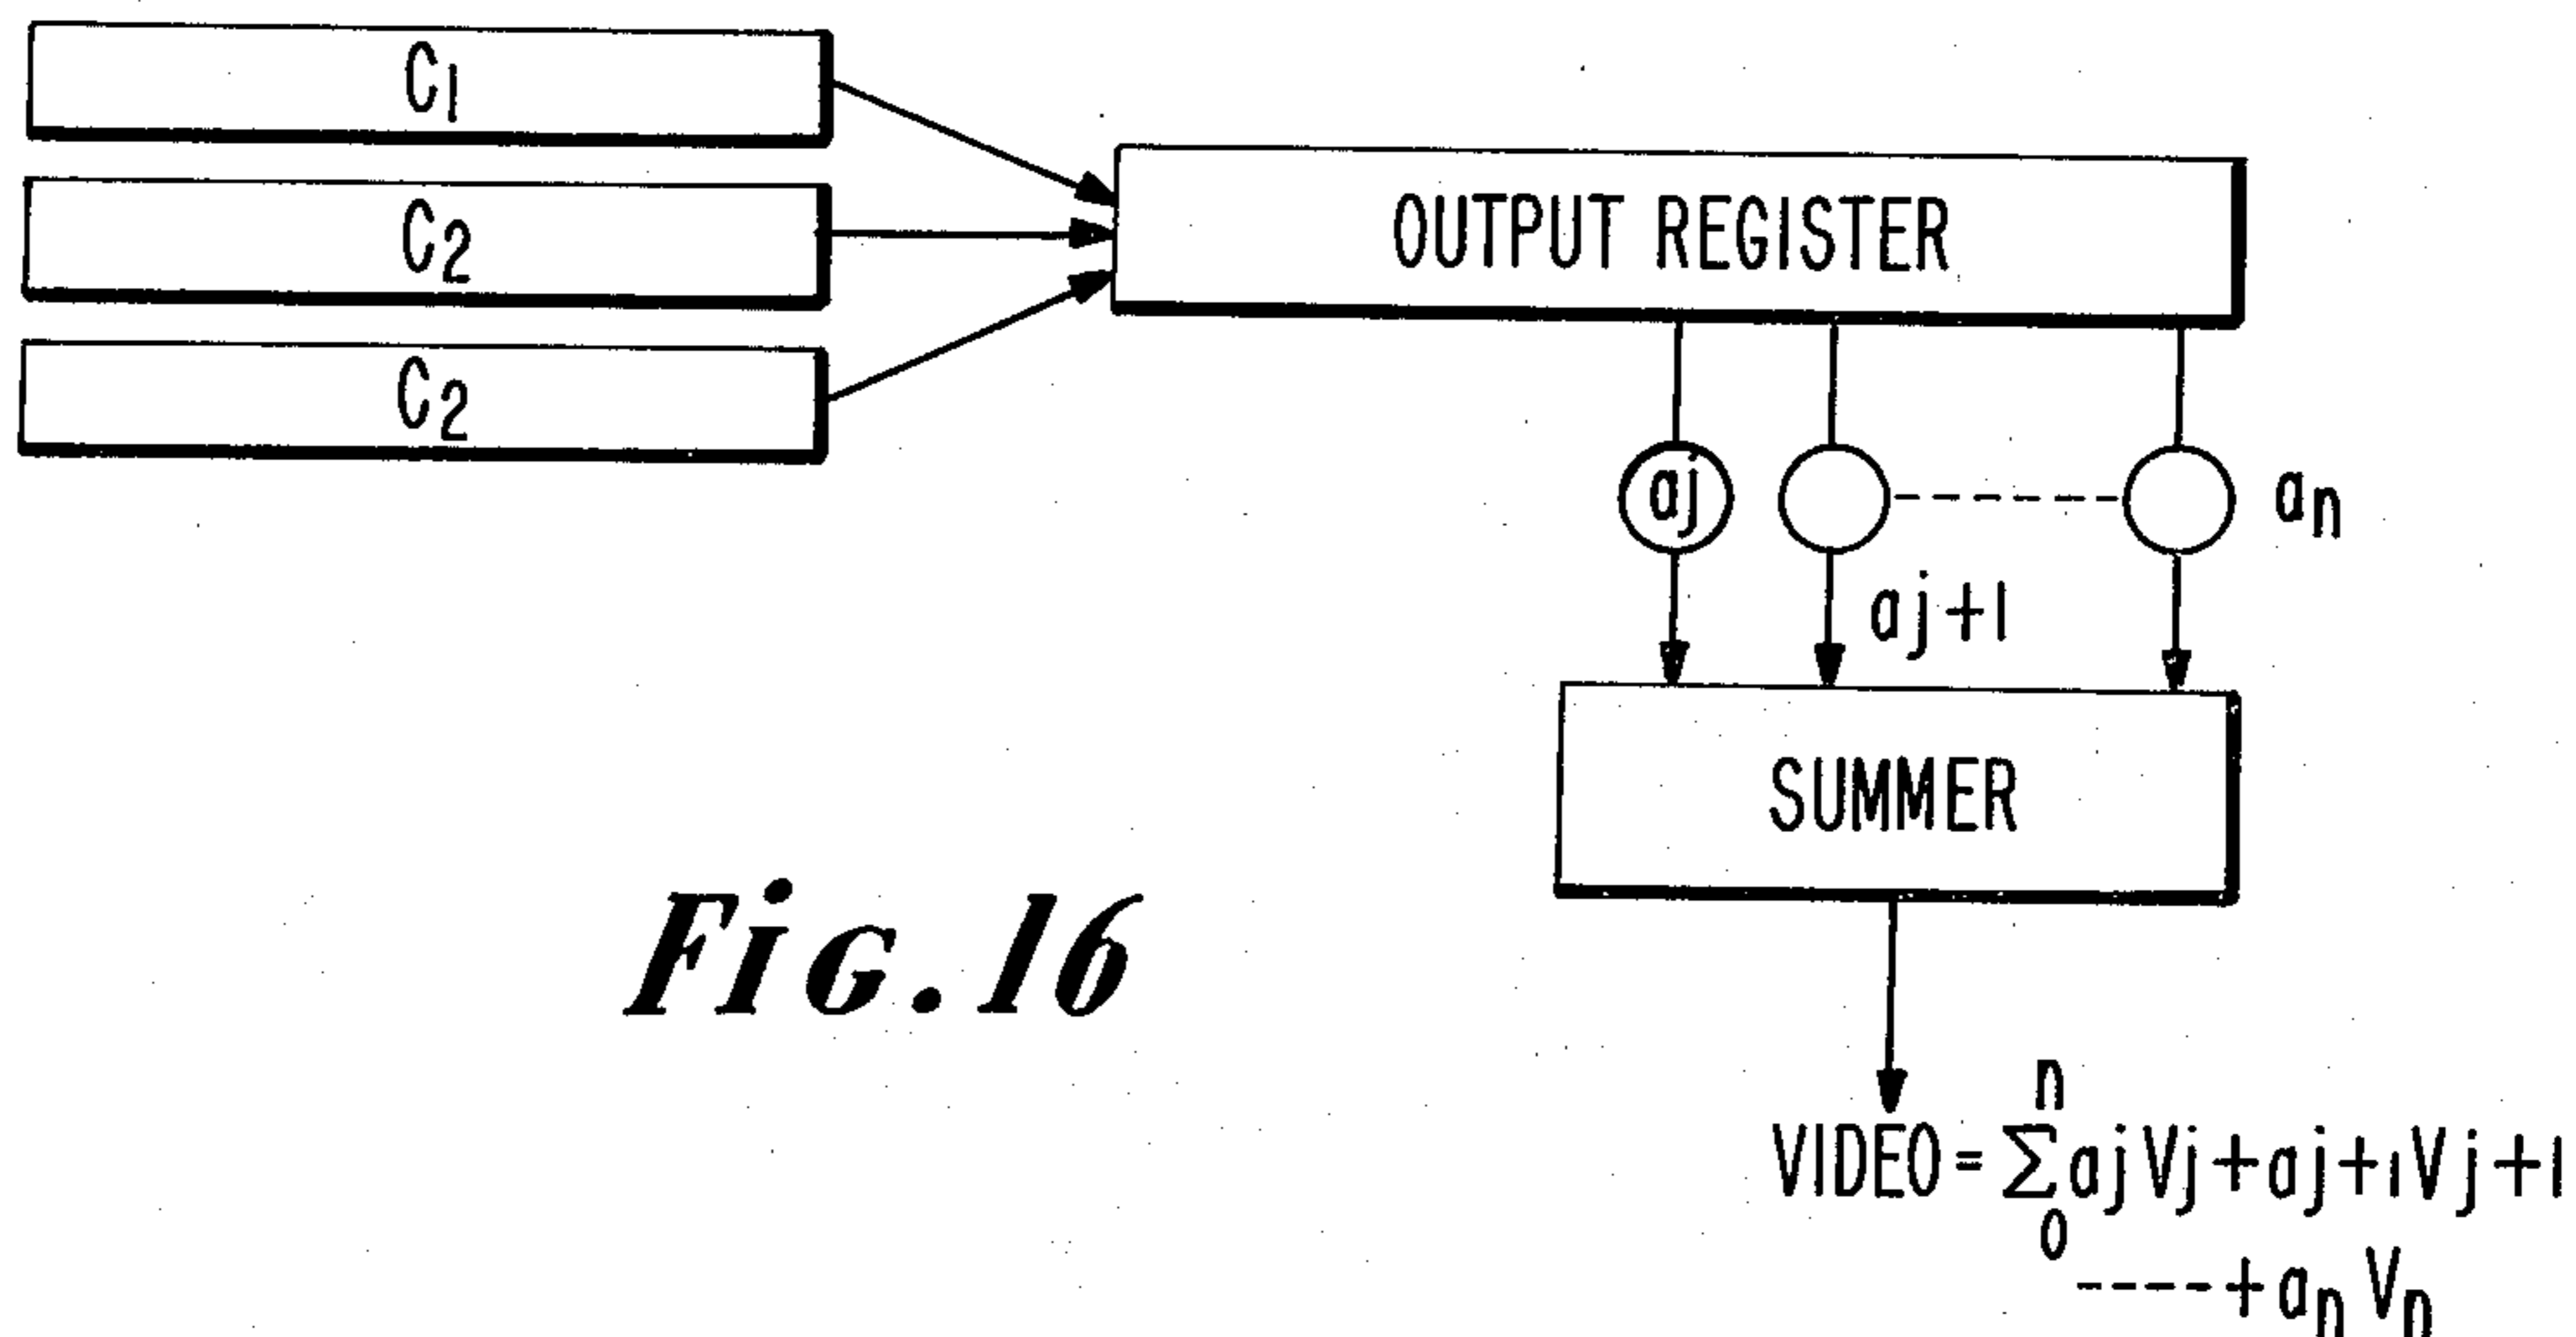 C1
C2
C2
OUTPUT REGISTER
aj
an
aj+1
SUMMER
Fig. 16
n
VIDEO = Σ aj Vj + aj+1 Vj+1
0
----+ an Vn